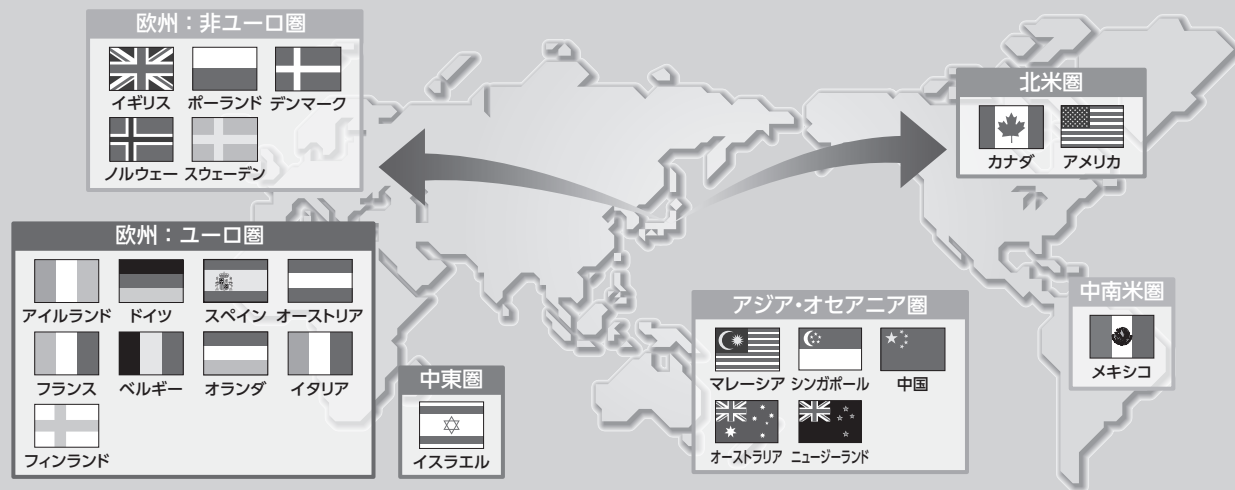 欧州：非ユーロ圏
イギリス ポーランド デンマーク
ノルウェー スウェーデン
北米圏
カナダ アメリカ
欧州：ユーロ圏
アイルランド ドイツ スペイン オーストリア
フランス ベルギー オランダ イタリア
フィンランド
中東圏
イスラエル
アジア・オセアニア圏
マレーシア シンガポール 中国
オーストラリア ニュージーランド
中南米圏
メキシコ